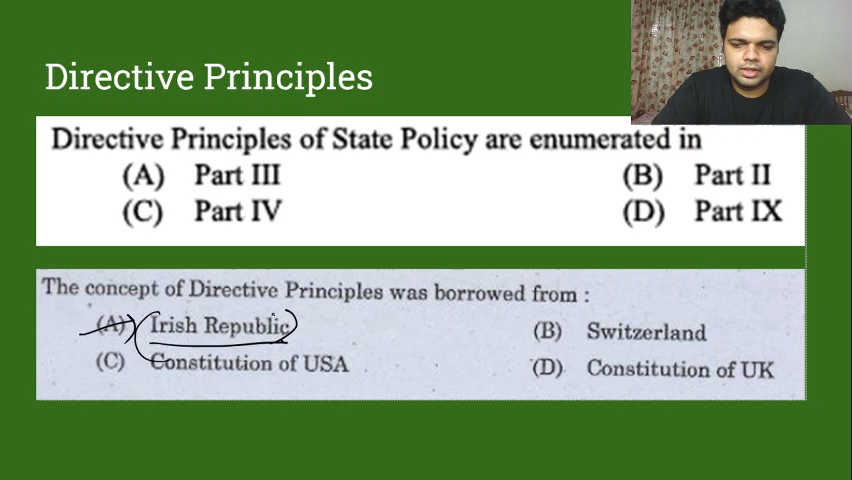 Directive Principles
Directive Principles of State Policy are enumerated in
(A) Part III (B) Part II
(C) Part IV (D) Part IX
The concept of Directive Principles was borrowed from :
(A) Irish Republic (B) Switzerland
(C) Constitution of USA (D) Constitution of UK